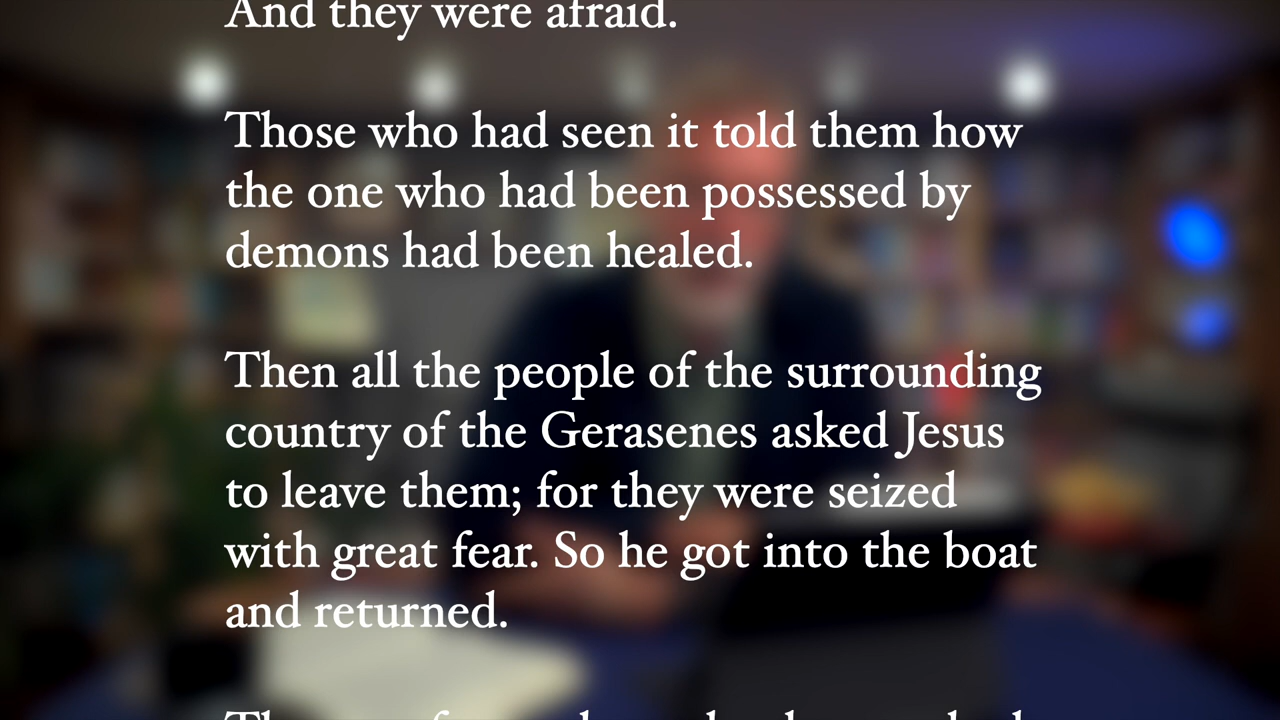 And they were afraid.
Those who had seen it told them how
the one who had been possessed by
demons had been healed.
Then all the people of the surrounding
country of the Gerasenes asked Jesus
to leave them; for they were seized
with great fear. So he got into the boat
and returned.